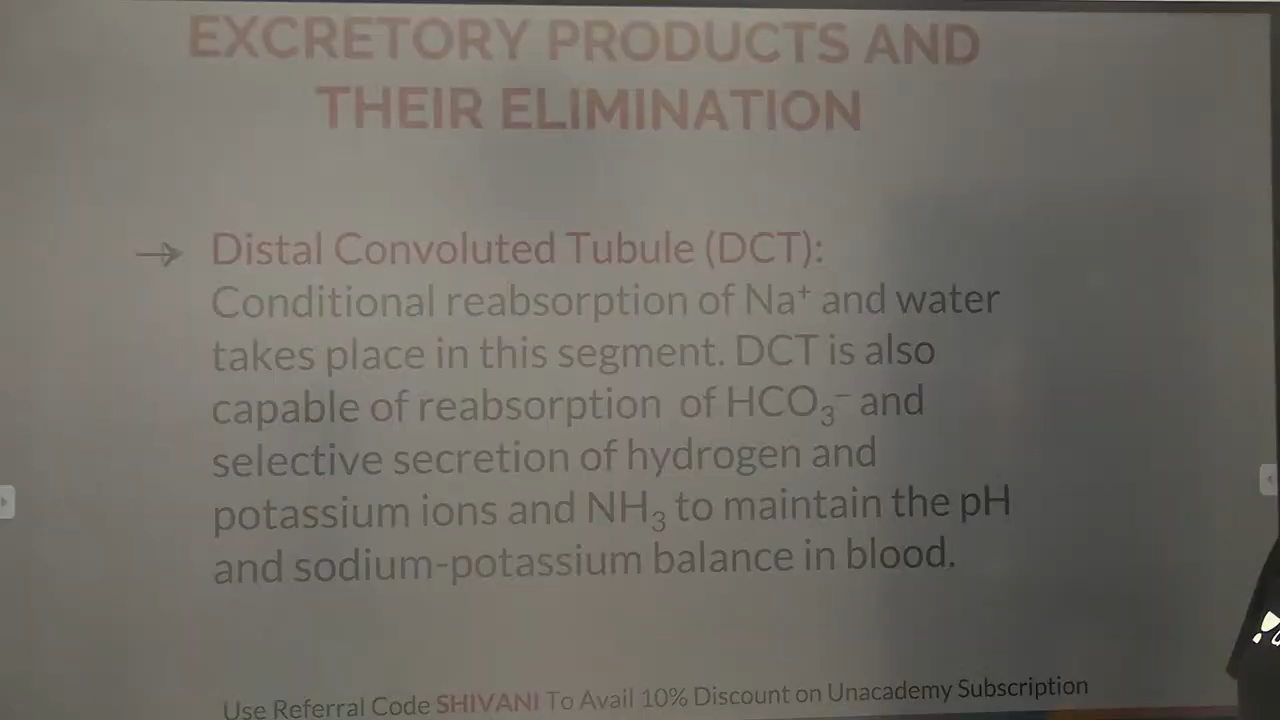 EXCRETORY PRODUCTS AND
THEIR ELIMINATION
→ Distal Convoluted Tubule (DCT):
Conditional reabsorption of Na⁺ and water
takes place in this segment. DCT is also
capable of reabsorption of HCO₃⁻ and
selective secretion of hydrogen and
potassium ions and NH₃ to maintain the pH
and sodium-potassium balance in blood.
Use Referral Code SHIVANI To Avail 10% Discount on Unacademy Subscription